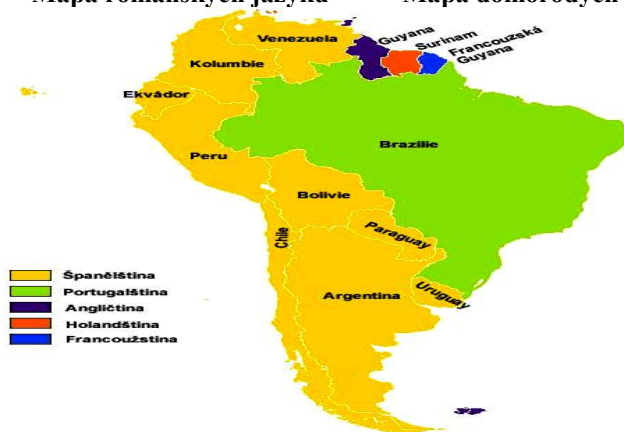 Mapa románských jazyků
Mapa domorodých
Guyana
Surinam
Francouzská
Guyana
Venezuela
Kolumbie
Ekvádor
Brazílie
Peru
Bolívie
Paraguay
Chile
Argentina
Uruguay
Španělština
Portugalština
Angličtina
Holandština
Francoužstina